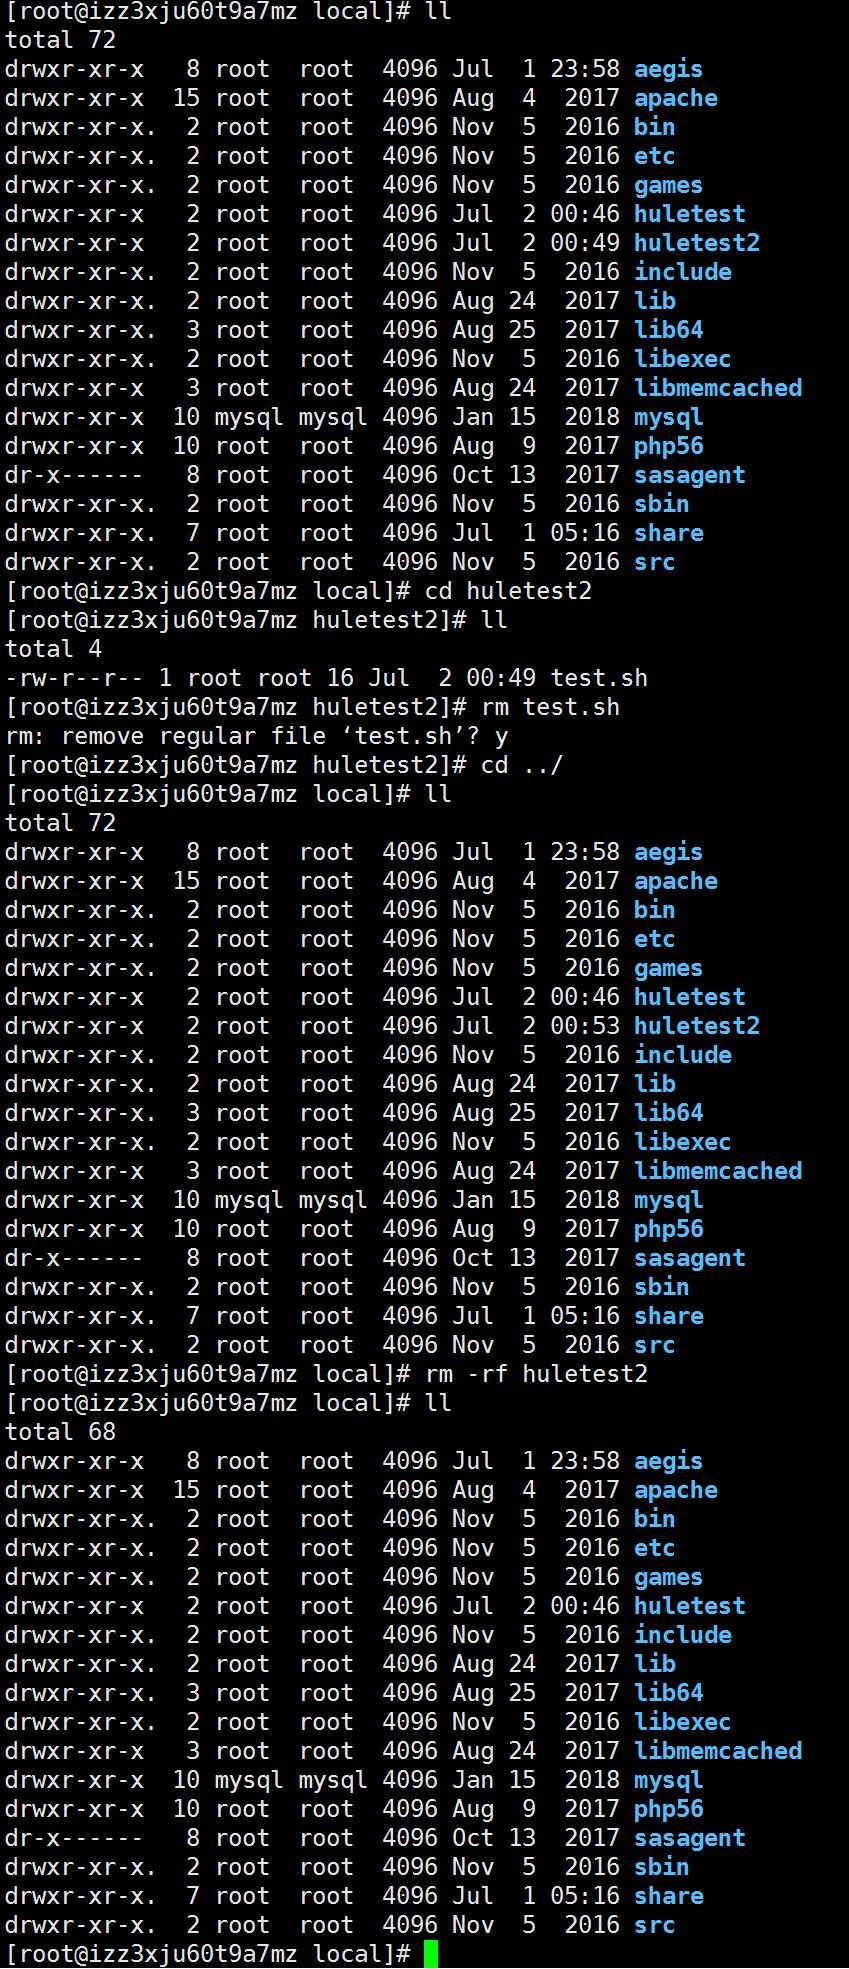 [root@izz3xju60t9a7mz local]# ll
total 72
drwxr-xr-x   8 root  root  4096 Jul  1 23:58 aegis
drwxr-xr-x  15 root  root  4096 Aug  4  2017 apache
drwxr-xr-x.  2 root  root  4096 Nov  5  2016 bin
drwxr-xr-x.  2 root  root  4096 Nov  5  2016 etc
drwxr-xr-x.  2 root  root  4096 Nov  5  2016 games
drwxr-xr-x   2 root  root  4096 Jul  2 00:46 huletest
drwxr-xr-x   2 root  root  4096 Jul  2 00:49 huletest2
drwxr-xr-x.  2 root  root  4096 Nov  5  2016 include
drwxr-xr-x.  2 root  root  4096 Aug 24  2017 lib
drwxr-xr-x.  3 root  root  4096 Aug 25  2017 lib64
drwxr-xr-x.  2 root  root  4096 Nov  5  2016 libexec
drwxr-xr-x   3 root  root  4096 Aug 24  2017 libmemcached
drwxr-xr-x  10 mysql mysql 4096 Jan 15  2018 mysql
drwxr-xr-x  10 root  root  4096 Aug  9  2017 php56
dr-x------   8 root  root  4096 Oct 13  2017 sasagent
drwxr-xr-x.  2 root  root  4096 Nov  5  2016 sbin
drwxr-xr-x.  7 root  root  4096 Jul  1 05:16 share
drwxr-xr-x.  2 root  root  4096 Nov  5  2016 src
[root@izz3xju60t9a7mz local]# cd huletest2
[root@izz3xju60t9a7mz huletest2]# ll
total 4
-rw-r--r-- 1 root root 16 Jul  2 00:49 test.sh
[root@izz3xju60t9a7mz huletest2]# rm test.sh
rm: remove regular file ‘test.sh’? y
[root@izz3xju60t9a7mz huletest2]# cd ../
[root@izz3xju60t9a7mz local]# ll
total 72
drwxr-xr-x   8 root  root  4096 Jul  1 23:58 aegis
drwxr-xr-x  15 root  root  4096 Aug  4  2017 apache
drwxr-xr-x.  2 root  root  4096 Nov  5  2016 bin
drwxr-xr-x.  2 root  root  4096 Nov  5  2016 etc
drwxr-xr-x.  2 root  root  4096 Nov  5  2016 games
drwxr-xr-x   2 root  root  4096 Jul  2 00:46 huletest
drwxr-xr-x   2 root  root  4096 Jul  2 00:53 huletest2
drwxr-xr-x.  2 root  root  4096 Nov  5  2016 include
drwxr-xr-x.  2 root  root  4096 Aug 24  2017 lib
drwxr-xr-x.  3 root  root  4096 Aug 25  2017 lib64
drwxr-xr-x.  2 root  root  4096 Nov  5  2016 libexec
drwxr-xr-x   3 root  root  4096 Aug 24  2017 libmemcached
drwxr-xr-x  10 mysql mysql 4096 Jan 15  2018 mysql
drwxr-xr-x  10 root  root  4096 Aug  9  2017 php56
dr-x------   8 root  root  4096 Oct 13  2017 sasagent
drwxr-xr-x.  2 root  root  4096 Nov  5  2016 sbin
drwxr-xr-x.  7 root  root  4096 Jul  1 05:16 share
drwxr-xr-x.  2 root  root  4096 Nov  5  2016 src
[root@izz3xju60t9a7mz local]# rm -rf huletest2
[root@izz3xju60t9a7mz local]# ll
total 68
drwxr-xr-x   8 root  root  4096 Jul  1 23:58 aegis
drwxr-xr-x  15 root  root  4096 Aug  4  2017 apache
drwxr-xr-x.  2 root  root  4096 Nov  5  2016 bin
drwxr-xr-x.  2 root  root  4096 Nov  5  2016 etc
drwxr-xr-x.  2 root  root  4096 Nov  5  2016 games
drwxr-xr-x   2 root  root  4096 Jul  2 00:46 huletest
drwxr-xr-x.  2 root  root  4096 Nov  5  2016 include
drwxr-xr-x.  2 root  root  4096 Aug 24  2017 lib
drwxr-xr-x.  3 root  root  4096 Aug 25  2017 lib64
drwxr-xr-x.  2 root  root  4096 Nov  5  2016 libexec
drwxr-xr-x   3 root  root  4096 Aug 24  2017 libmemcached
drwxr-xr-x  10 mysql mysql 4096 Jan 15  2018 mysql
drwxr-xr-x  10 root  root  4096 Aug  9  2017 php56
dr-x------   8 root  root  4096 Oct 13  2017 sasagent
drwxr-xr-x.  2 root  root  4096 Nov  5  2016 sbin
drwxr-xr-x.  7 root  root  4096 Jul  1 05:16 share
drwxr-xr-x.  2 root  root  4096 Nov  5  2016 src
[root@izz3xju60t9a7mz local]#